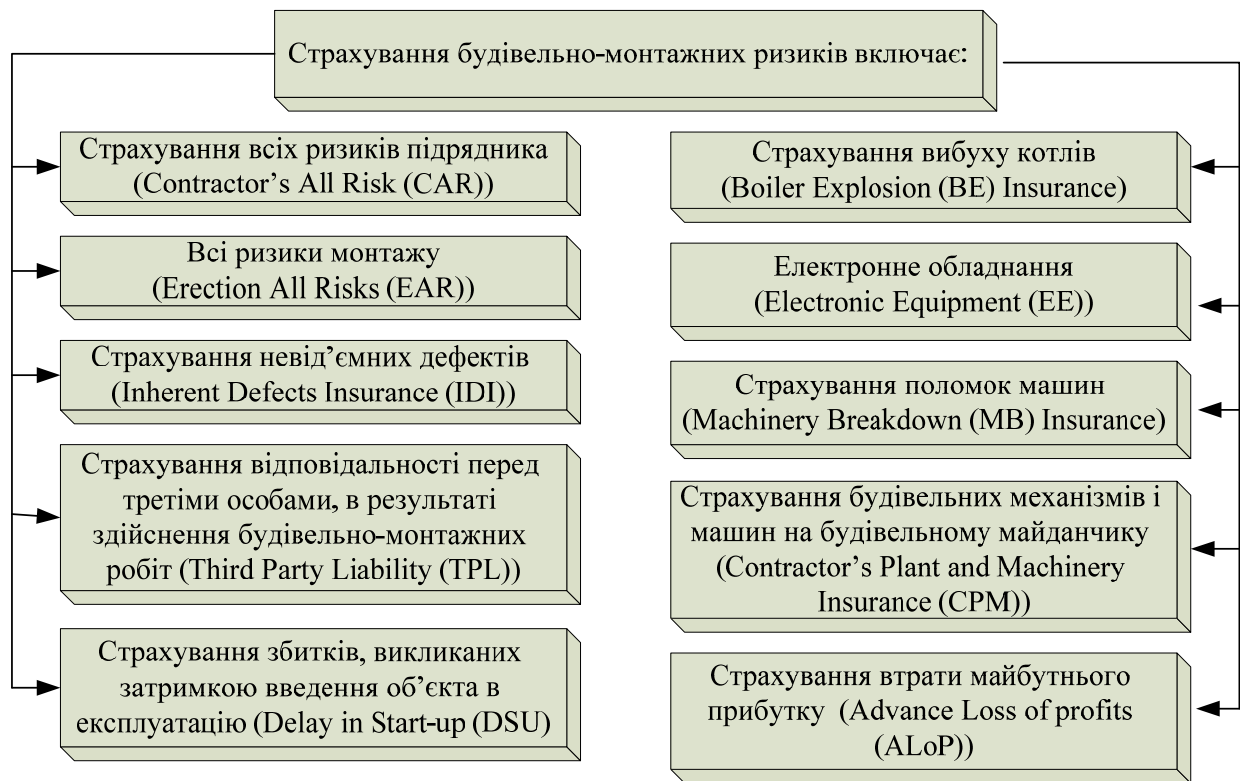 Страхування будівельно-монтажних ризиків включає:
Страхування всіх ризиків підрядника
(Contractor’s All Risk (CAR))
Всі ризики монтажу
(Erection All Risks (EAR))
Страхування невід’ємних дефектів
(Inherent Defects Insurance (IDI))
Страхування відповідальності перед
третіми особами, в результаті
здійснення будівельно-монтажних
робіт (Third Party Liability (TPL))
Страхування збитків, викликаних
затримкою введення об’єкта в
експлуатацію (Delay in Start-up (DSU)
Страхування вибуху котлів
(Boiler Explosion (BE) Insurance)
Електронне обладнання
(Electronic Equipment (EE))
Страхування поломок машин
(Machinery Breakdown (MB) Insurance)
Страхування будівельних механізмів і
машин на будівельному майданчику
(Contractor’s Plant and Machinery
Insurance (CPM))
Страхування втрати майбутнього
прибутку (Advance Loss of profits
(ALoP))